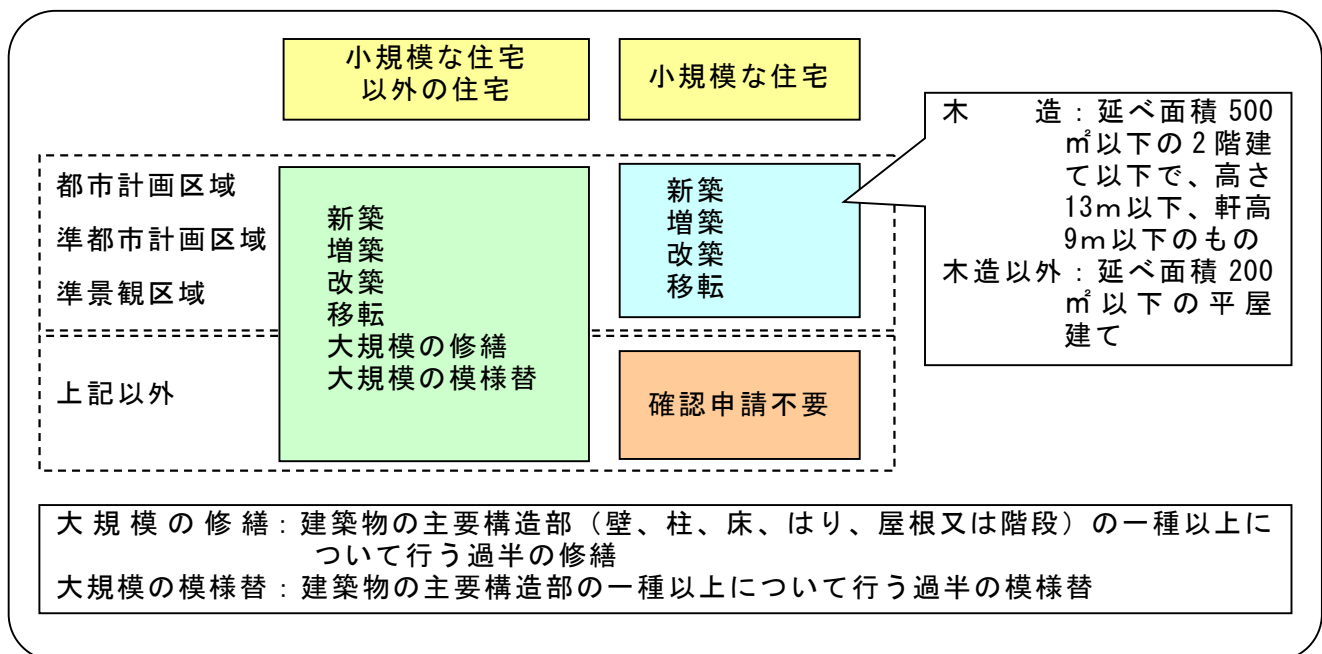 小規模な住宅
以外の住宅
小規模な住宅
都市計画区域
準都市計画区域
準景観区域
新築
増築
改築
移転
大規模の修繕
大規模の模様替
新築
増築
改築
移転
木　　造：延べ面積500
㎡以下の2階建
て以下で、高さ
13ｍ以下、軒高
9ｍ以下のもの
木造以外：延べ面積200
㎡以下の平屋
建て
上記以外
確認申請不要
大規模の修繕：建築物の主要構造部（壁、柱、床、はり、屋根又は階段）の一種以上に
ついて行う過半の修繕
大規模の模様替：建築物の主要構造部の一種以上について行う過半の模様替